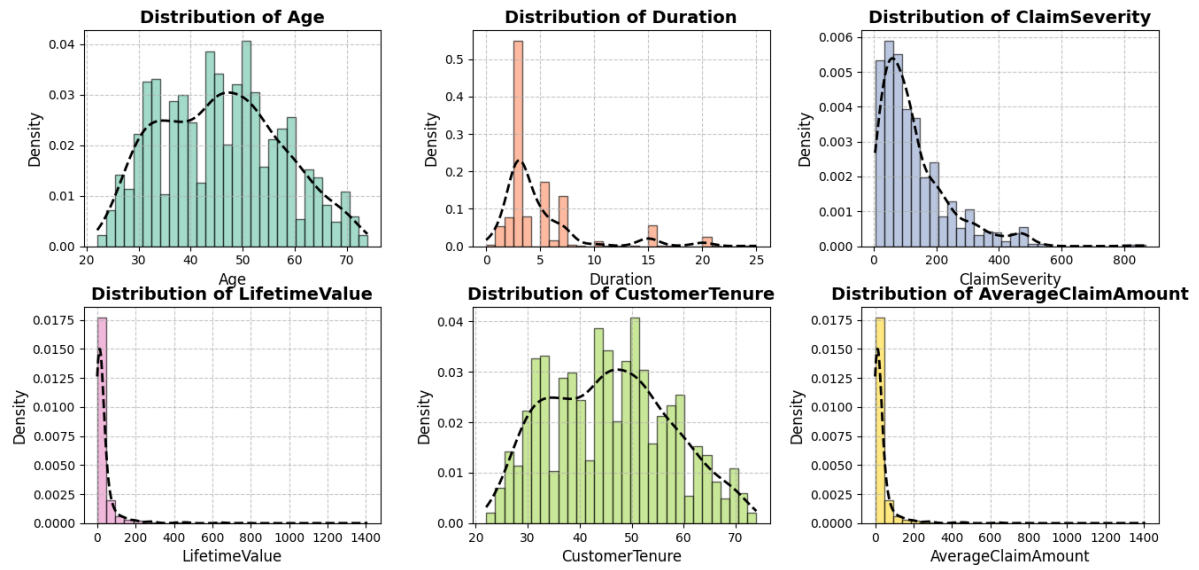 Distribution of Age
Density
0.04
0.03
0.02
0.01
0.00
20 30 40 50 60 70
Age
Distribution of Duration
Density
0.5
0.4
0.3
0.2
0.1
0.0
0 5 10 15 20 25
Duration
Distribution of ClaimSeverity
Density
0.006
0.005
0.004
0.003
0.002
0.001
0.000
0 200 400 600 800
ClaimSeverity
Distribution of LifetimeValue
Density
0.0175
0.0150
0.0125
0.0100
0.0075
0.0050
0.0025
0.0000
0 200 400 600 800 1000 1200 1400
LifetimeValue
Distribution of CustomerTenure
Density
0.04
0.03
0.02
0.01
0.00
20 30 40 50 60 70
CustomerTenure
Distribution of AverageClaimAmount
Density
0.0175
0.0150
0.0125
0.0100
0.0075
0.0050
0.0025
0.0000
0 200 400 600 800 1000 1200 1400
AverageClaimAmount